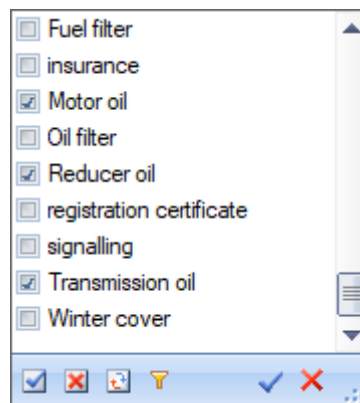 Fuel filter
insurance
Motor oil
Oil filter
Reducer oil
registration certificate
signalling
Transmission oil
Winter cover